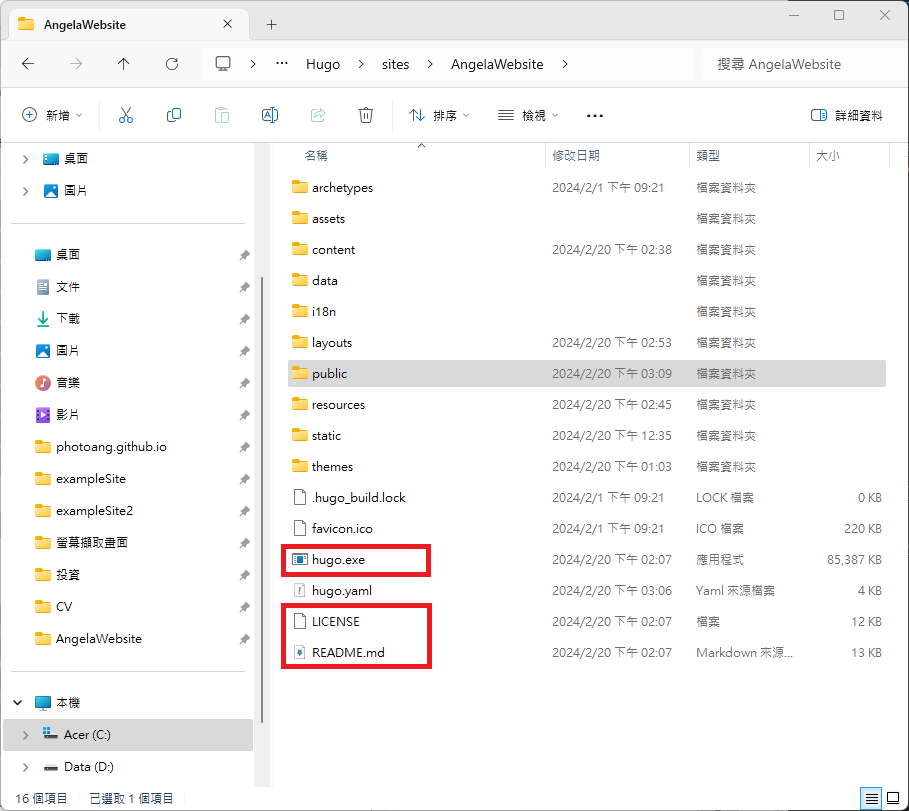 AngelaWebsite
Hugo sites AngelaWebsite
搜尋 AngelaWebsite
新增 排序 檢視 詳細資料
桌面
圖片
桌面
文件
下載
圖片
音樂
影片
photoang.github.io
exampleSite
exampleSite2
螢幕擷取畫面
投資
CV
AngelaWebsite
本機
Acer (C:)
Data (D:)
名稱 修改日期 類型 大小
archetypes 2024/2/1 下午 09:21 檔案資料夾
assets 檔案資料夾
content 2024/2/20 下午 02:38 檔案資料夾
data 檔案資料夾
i18n 檔案資料夾
layouts 2024/2/20 下午 02:53 檔案資料夾
public 2024/2/20 下午 03:09 檔案資料夾
resources 2024/2/20 下午 02:45 檔案資料夾
static 2024/2/20 下午 12:35 檔案資料夾
themes 2024/2/20 下午 01:03 檔案資料夾
.hugo_build.lock 2024/2/1 下午 09:21 LOCK 檔案 0 KB
favicon.ico 2024/2/1 下午 09:21 ICO 檔案 220 KB
hugo.exe 2024/2/20 下午 02:07 應用程式 85,387 KB
hugo.yaml 2024/2/20 下午 03:06 Yaml 來源檔案 4 KB
LICENSE 2024/2/20 下午 02:07 檔案 12 KB
README.md 2024/2/20 下午 02:07 Markdown 來源... 13 KB
16 個項目 已選取 1 個項目